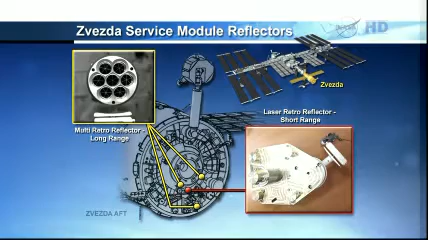 Zvezda Service Module Reflectors
HD
Zvezda
Laser Retro Reflector -
Short Range
Multi Retro Reflector -
Long Range
ZVEZDA AFT